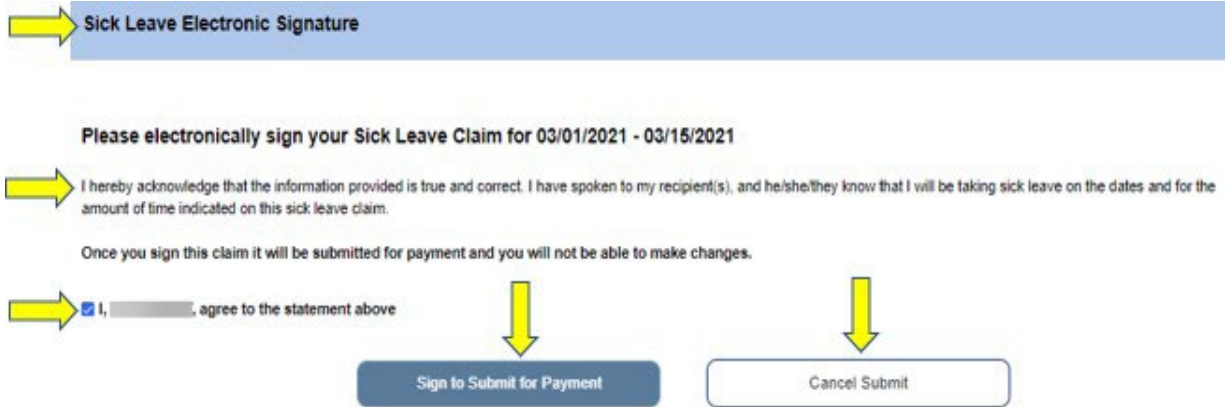 Sick Leave Electronic Signature
Please electronically sign your Sick Leave Claim for 03/01/2021 - 03/15/2021
I hereby acknowledge that the information provided is true and correct. I have spoken to my recipient(s), and he/she/they know that I will be taking sick leave on the dates and for the
amount of time indicated on this sick leave claim.
Once you sign this claim it will be submitted for payment and you will not be able to make changes.
I, , agree to the statement above
Sign to Submit for Payment
Cancel Submit